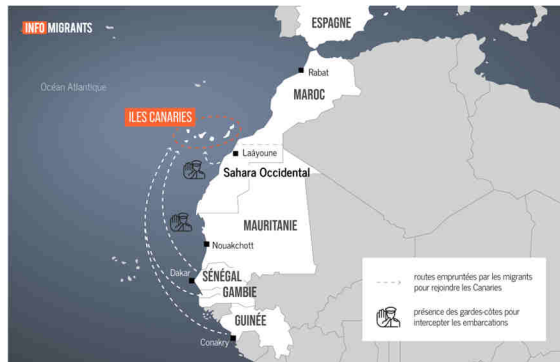 INFO MIGRANTS
ESPAGNE
Rabat
Océan Atlantique
MAROC
ILES CANARIES
Laâyoune
Sahara Occidental
MAURITANIE
Nouakchott
Dakar
SÉNÉGAL
GAMBIE
GUINÉE
Conakry
routes empruntées par les migrants
pour rejoindre les Canaries
présence des gardes-côtes pour
intercepter les embarcations